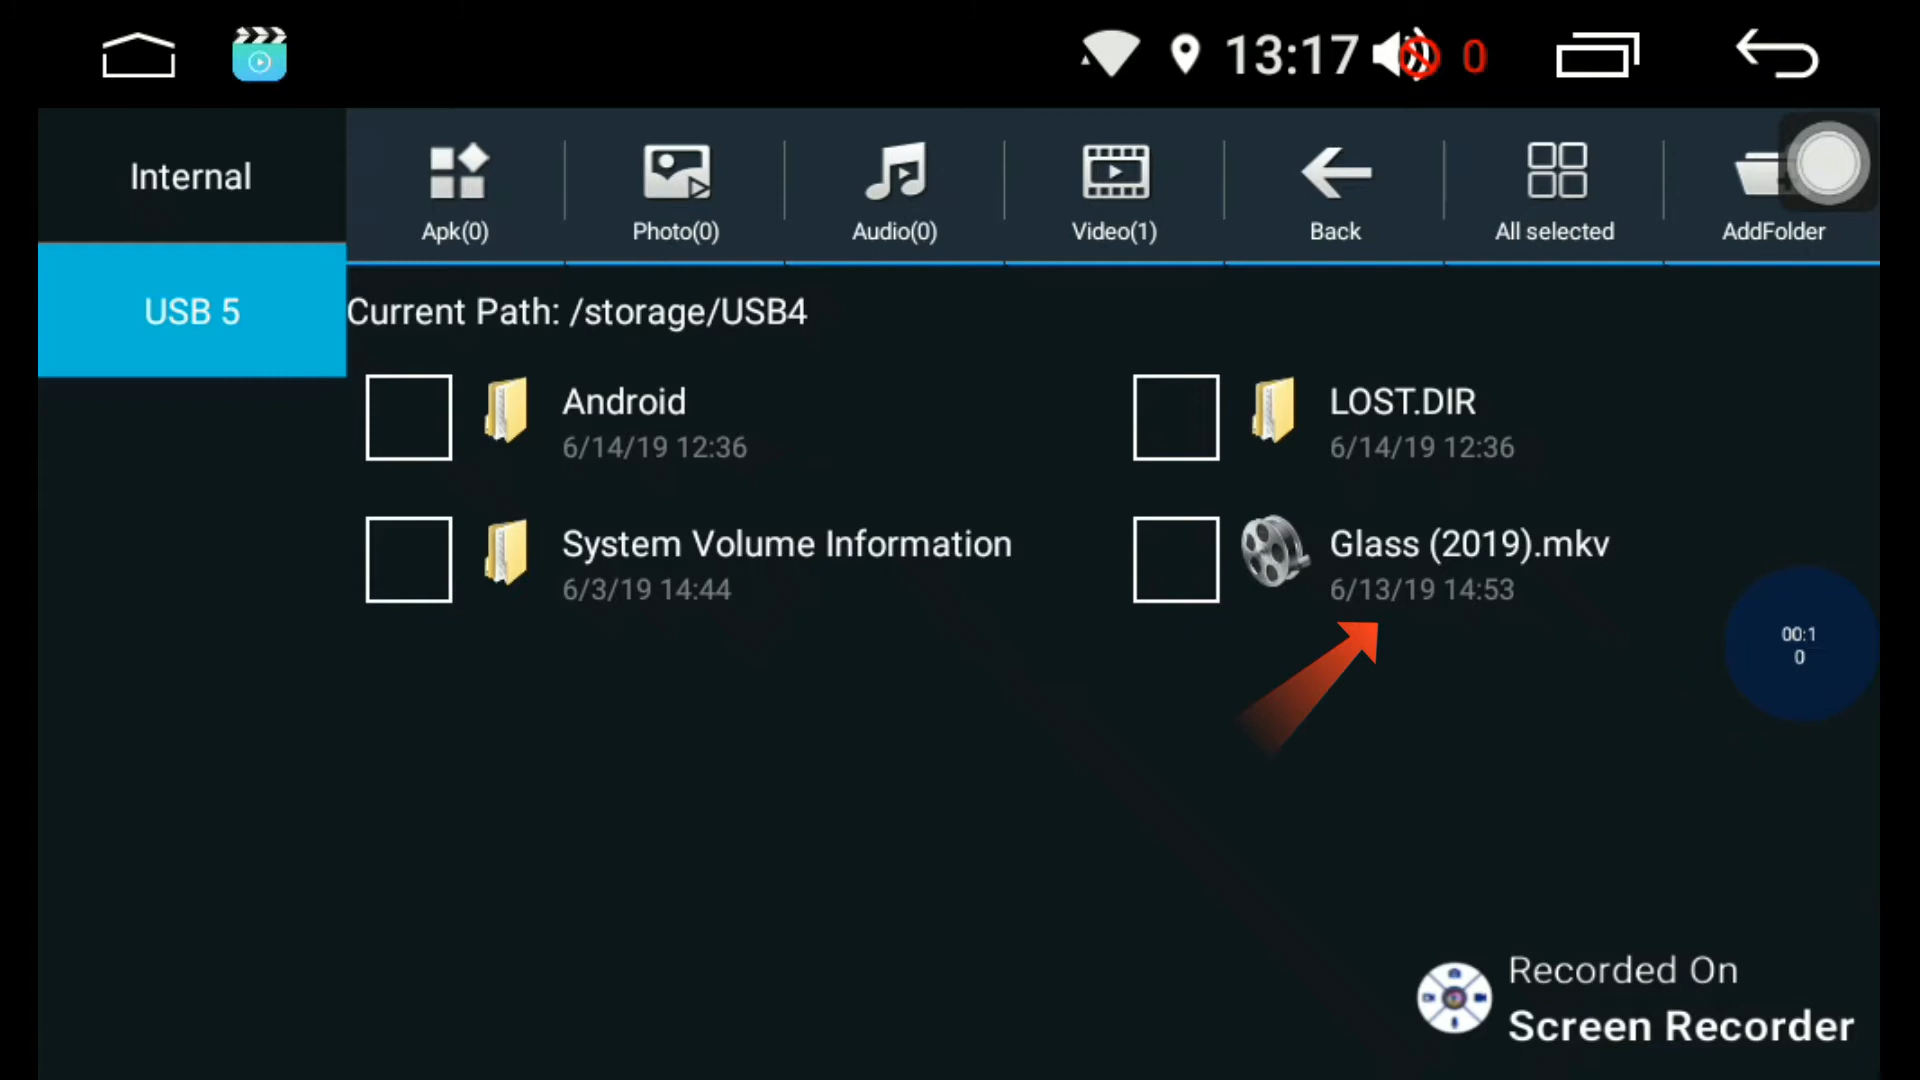 13:17
0
Internal
Apk(0)
Photo(0)
Audio(0)
Video(1)
Back
All selected
AddFolder
USB 5
Current Path: /storage/USB4
Android
6/14/19 12:36
LOST.DIR
6/14/19 12:36
System Volume Information
6/3/19 14:44
Glass (2019).mkv
6/13/19 14:53
00:1
0
Recorded On
Screen Recorder